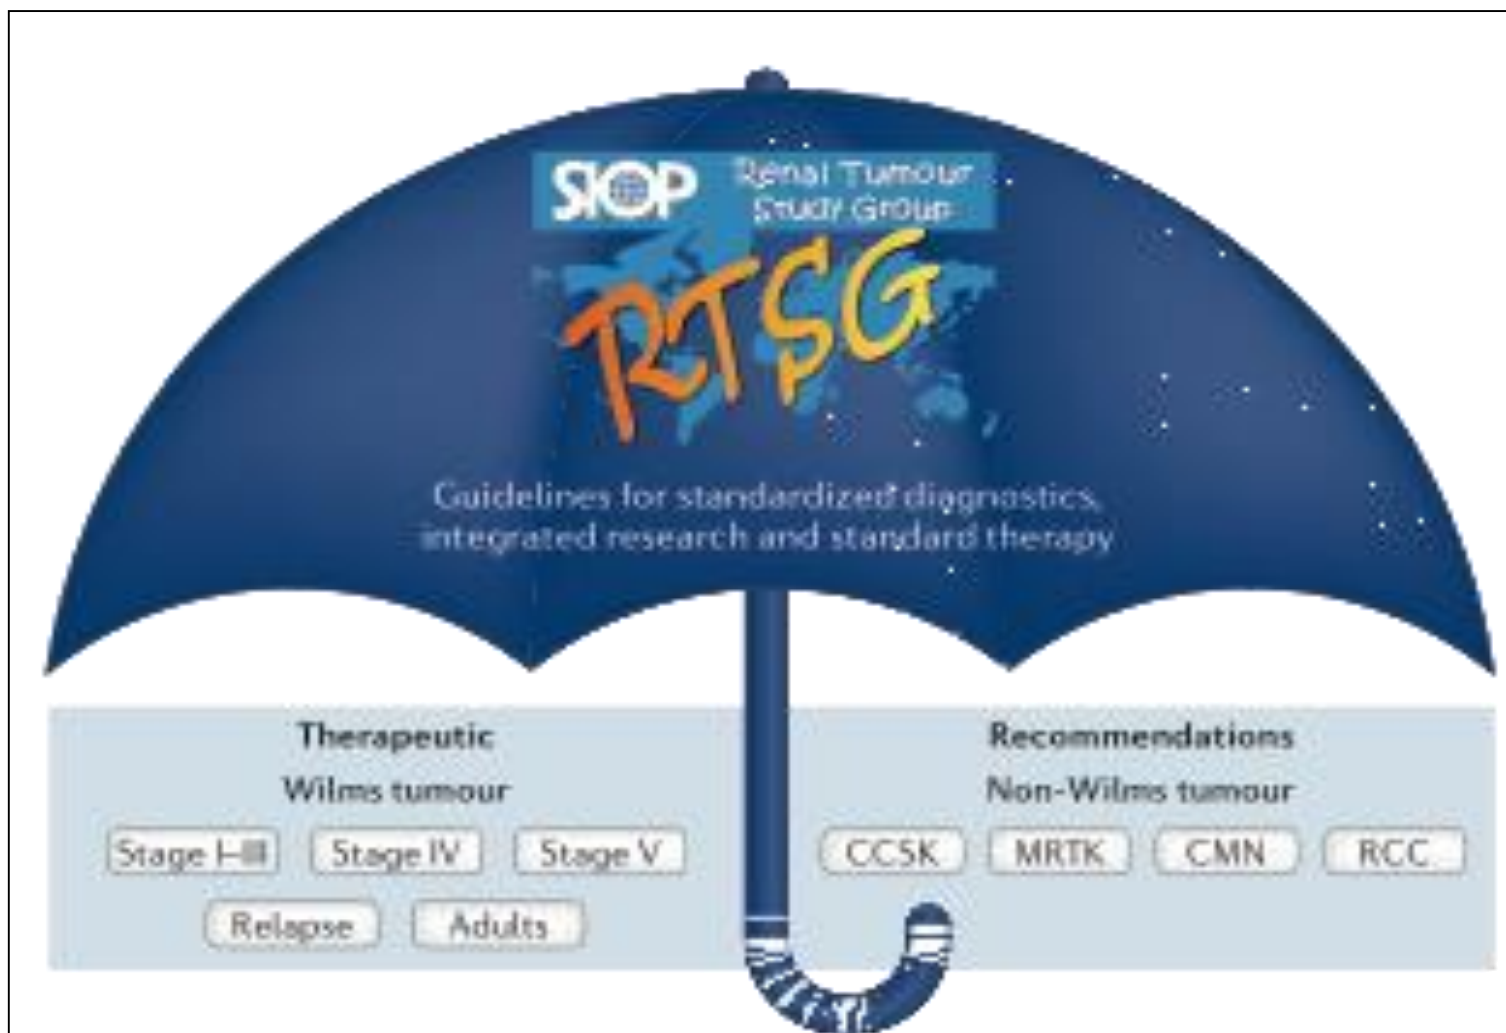 SIOP
Renal Tumour
Study Group
RTSG
Guidelines for standardized diagnostics,
integrated research and standard therapy
Therapeutic
Wilms tumour
Stage I–III Stage IV Stage V
Relapse Adults
Recommendations
Non-Wilms tumour
CCSK MRTK CMN RCC